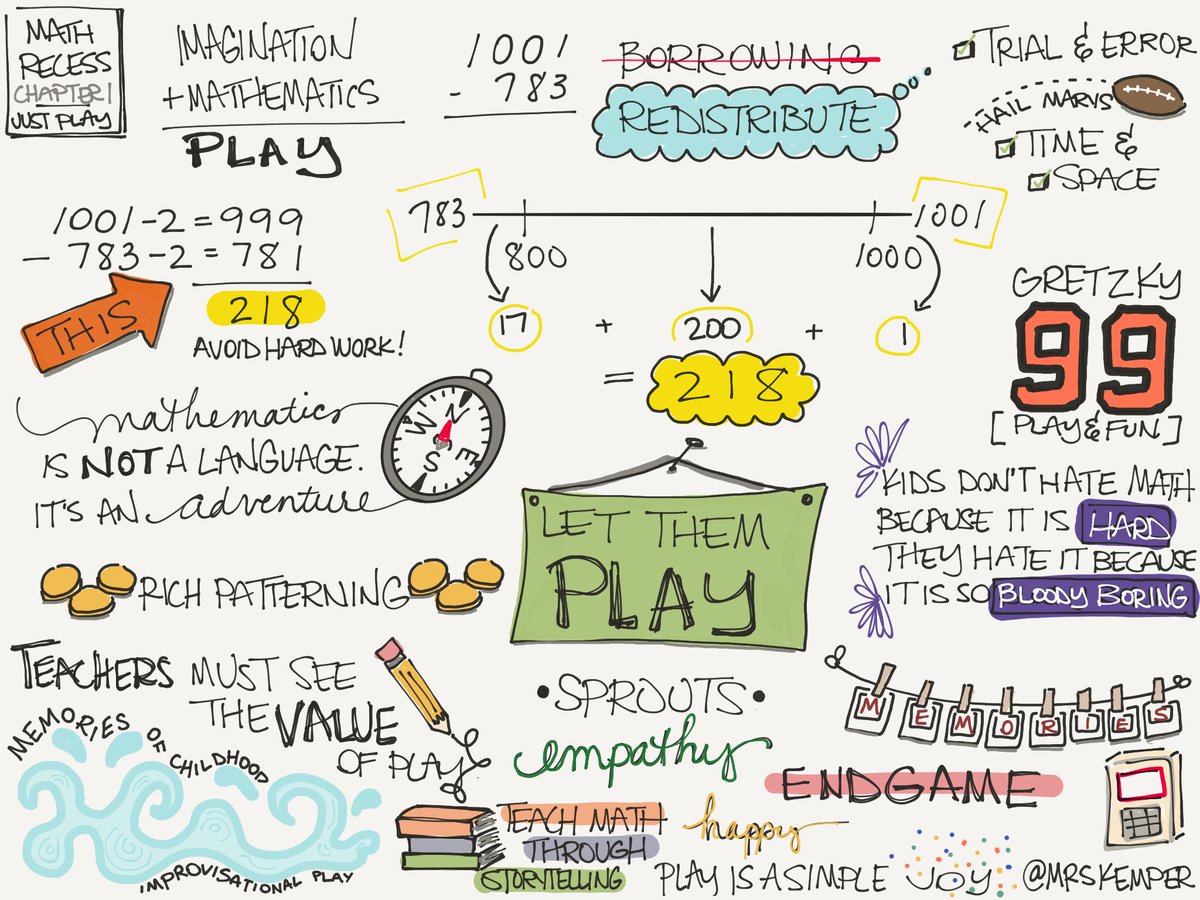 MATH
RECESS
CHAPTER 1
JUST PLAY
IMAGINATION
+ MATHEMATICS
PLAY
1001
- 783
BORROWING
REDISTRIBUTE
TRIAL & ERROR
HAIL MARYS
TIME &
SPACE
1001 - 2 = 999
- 783 - 2 = 781
218
AVOID HARD WORK!
THIS
783
1001
800
1000
17 + 200 + 1
= 218
GRETZKY
99
[PLAY & FUN]
mathematics
IS NOT A LANGUAGE.
IT'S AN adventure
N
E
S
W
LET THEM
PLAY
KIDS DON'T HATE MATH
BECAUSE IT IS HARD
THEY HATE IT BECAUSE
IT IS SO BLOODY BORING
RICH PATTERNING
TEACHERS MUST SEE
THE VALUE
OF PLAY.
MEMORIES OF CHILDHOOD
IMPROVISATIONAL PLAY
• SPROUTS •
empathy
MEMORIES
ENDGAME
TEACH MATH
THROUGH
STORYTELLING
happy
PLAY IS A SIMPLE JOY
@MRSKEMPER